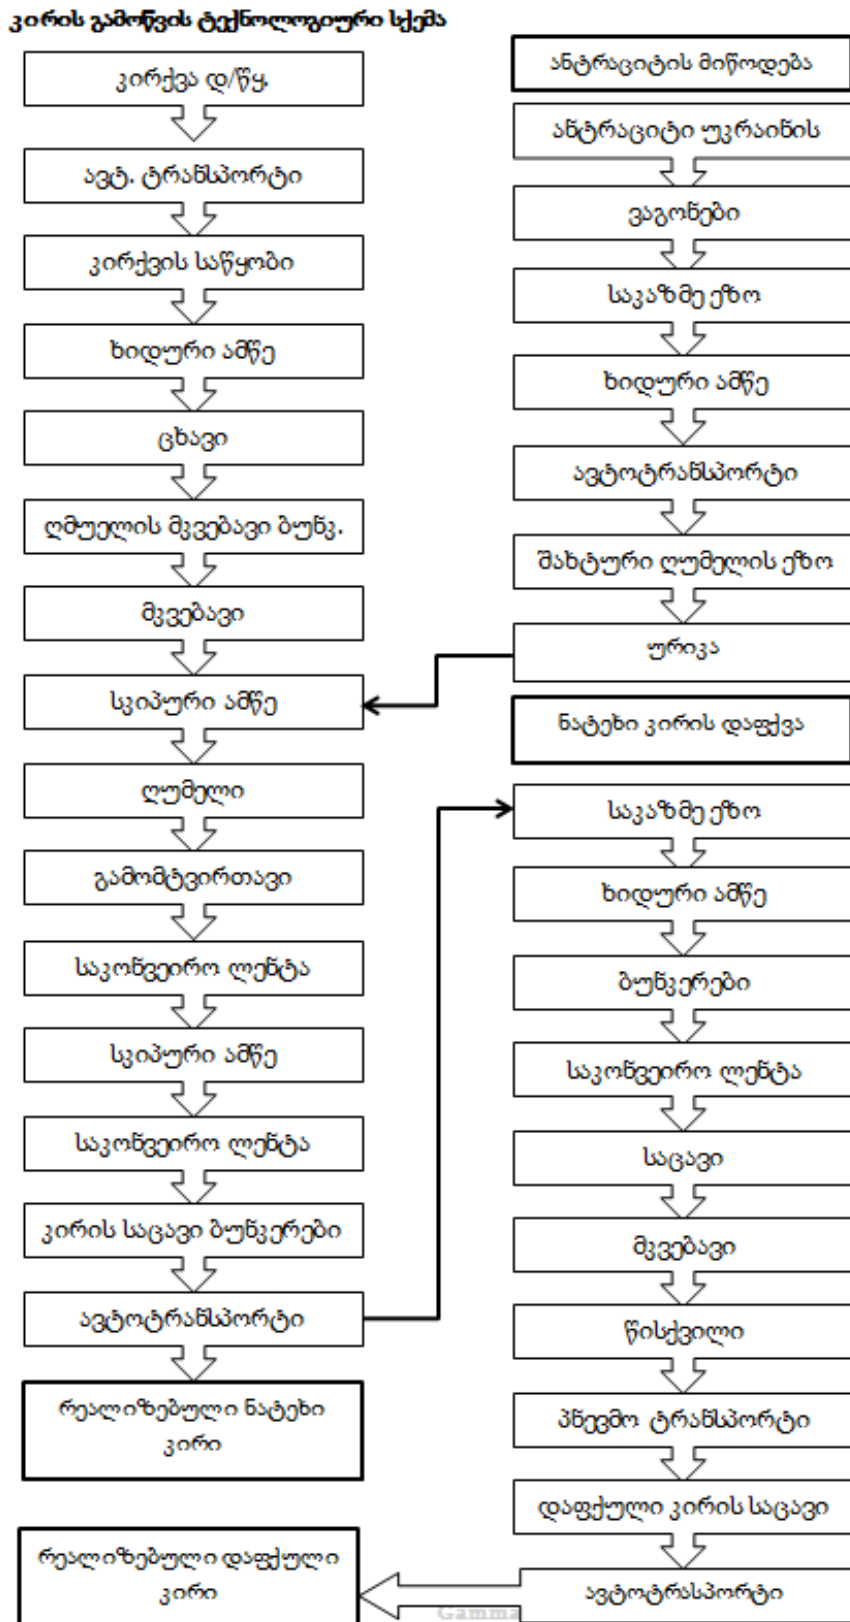 კირის გამოწვის ტექნოლოგიური სქემა
კირქვა დ/წყ.
ავტ. ტრანსპორტი
კირქვის საწყობი
ხიდური ამწე
ცხავი
ღმუელის მკვებავი ბუნკ.
მკვებავი
სკიპური ამწე
ღუმელი
გამომტვირთავი
საკონვეირო ლენტა
სკიპური ამწე
საკონვეირო ლენტა
კირის საცავი ბუნკერები
ავტოტრანსპორტი
რეალიზებული ნატეხი
კირი
ანტრაციტის მიწოდება
ანტრაციტი უკრაინის
ვაგონები
საკაზმე ეზო
ხიდური ამწე
ავტოტრანსპორტი
შახტური ღუმელის ეზო
ურიკა
ნატეხი კირის დაფქვა
საკაზმე ეზო
ხიდური ამწე
ბუნკერები
საკონვეირო ლენტა
საცავი
მკვებავი
წისქვილი
პნევმო ტრანსპორტი
დაფქული კირის საცავი
ავტოტრასპორტი
რეალიზებული დაფქული
კირი
Gamma